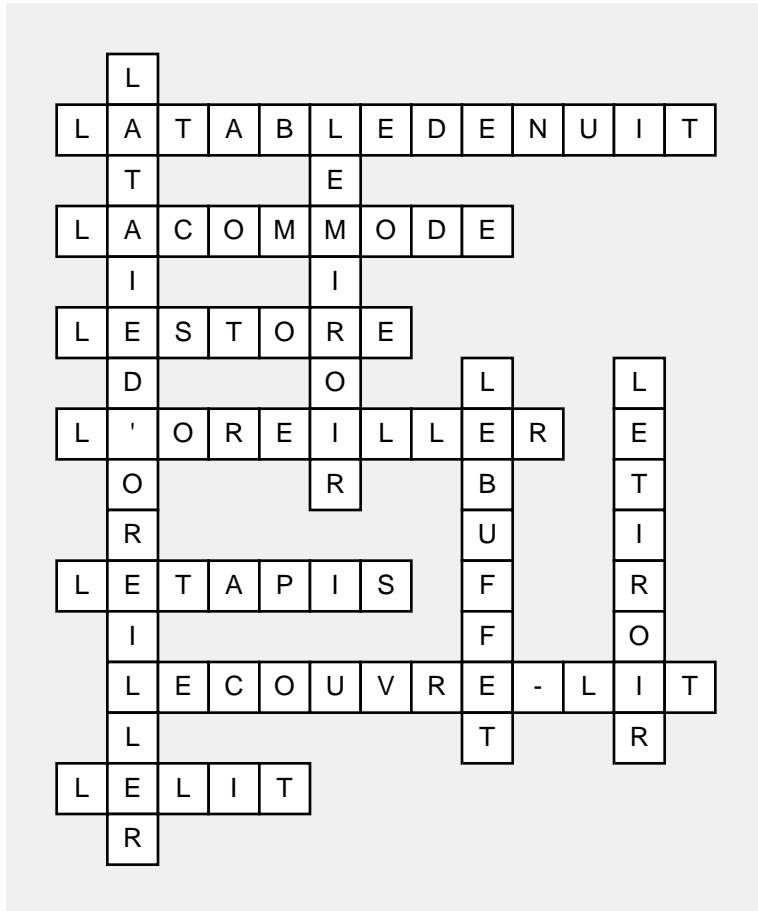 LATAIED'OREILLER
LATABLEDENUIT
LEMIROIR
LACOMMODE
LESTORE
LEBUFFET
LETIROIR
L'OREILLER
LETAPIS
LECOUVRE-LIT
LELIT